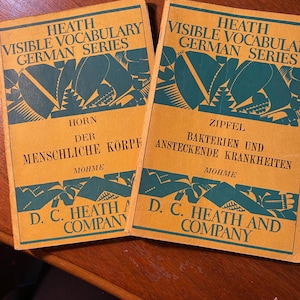 HEATH
VISIBLE VOCABULARY
GERMAN SERIES
HORN
DER
MENSCHLICHE KÖRPE
MOHME
D. C. HEATH AND
COMPANY
HEATH
VISIBLE VOCABULA
GERMAN SERIES
ZIPFEL
BAKTERIEN UND
ANSTECKENDE KRANKHEITEN
MOHME
D. C. HEATH AND
COMPANY